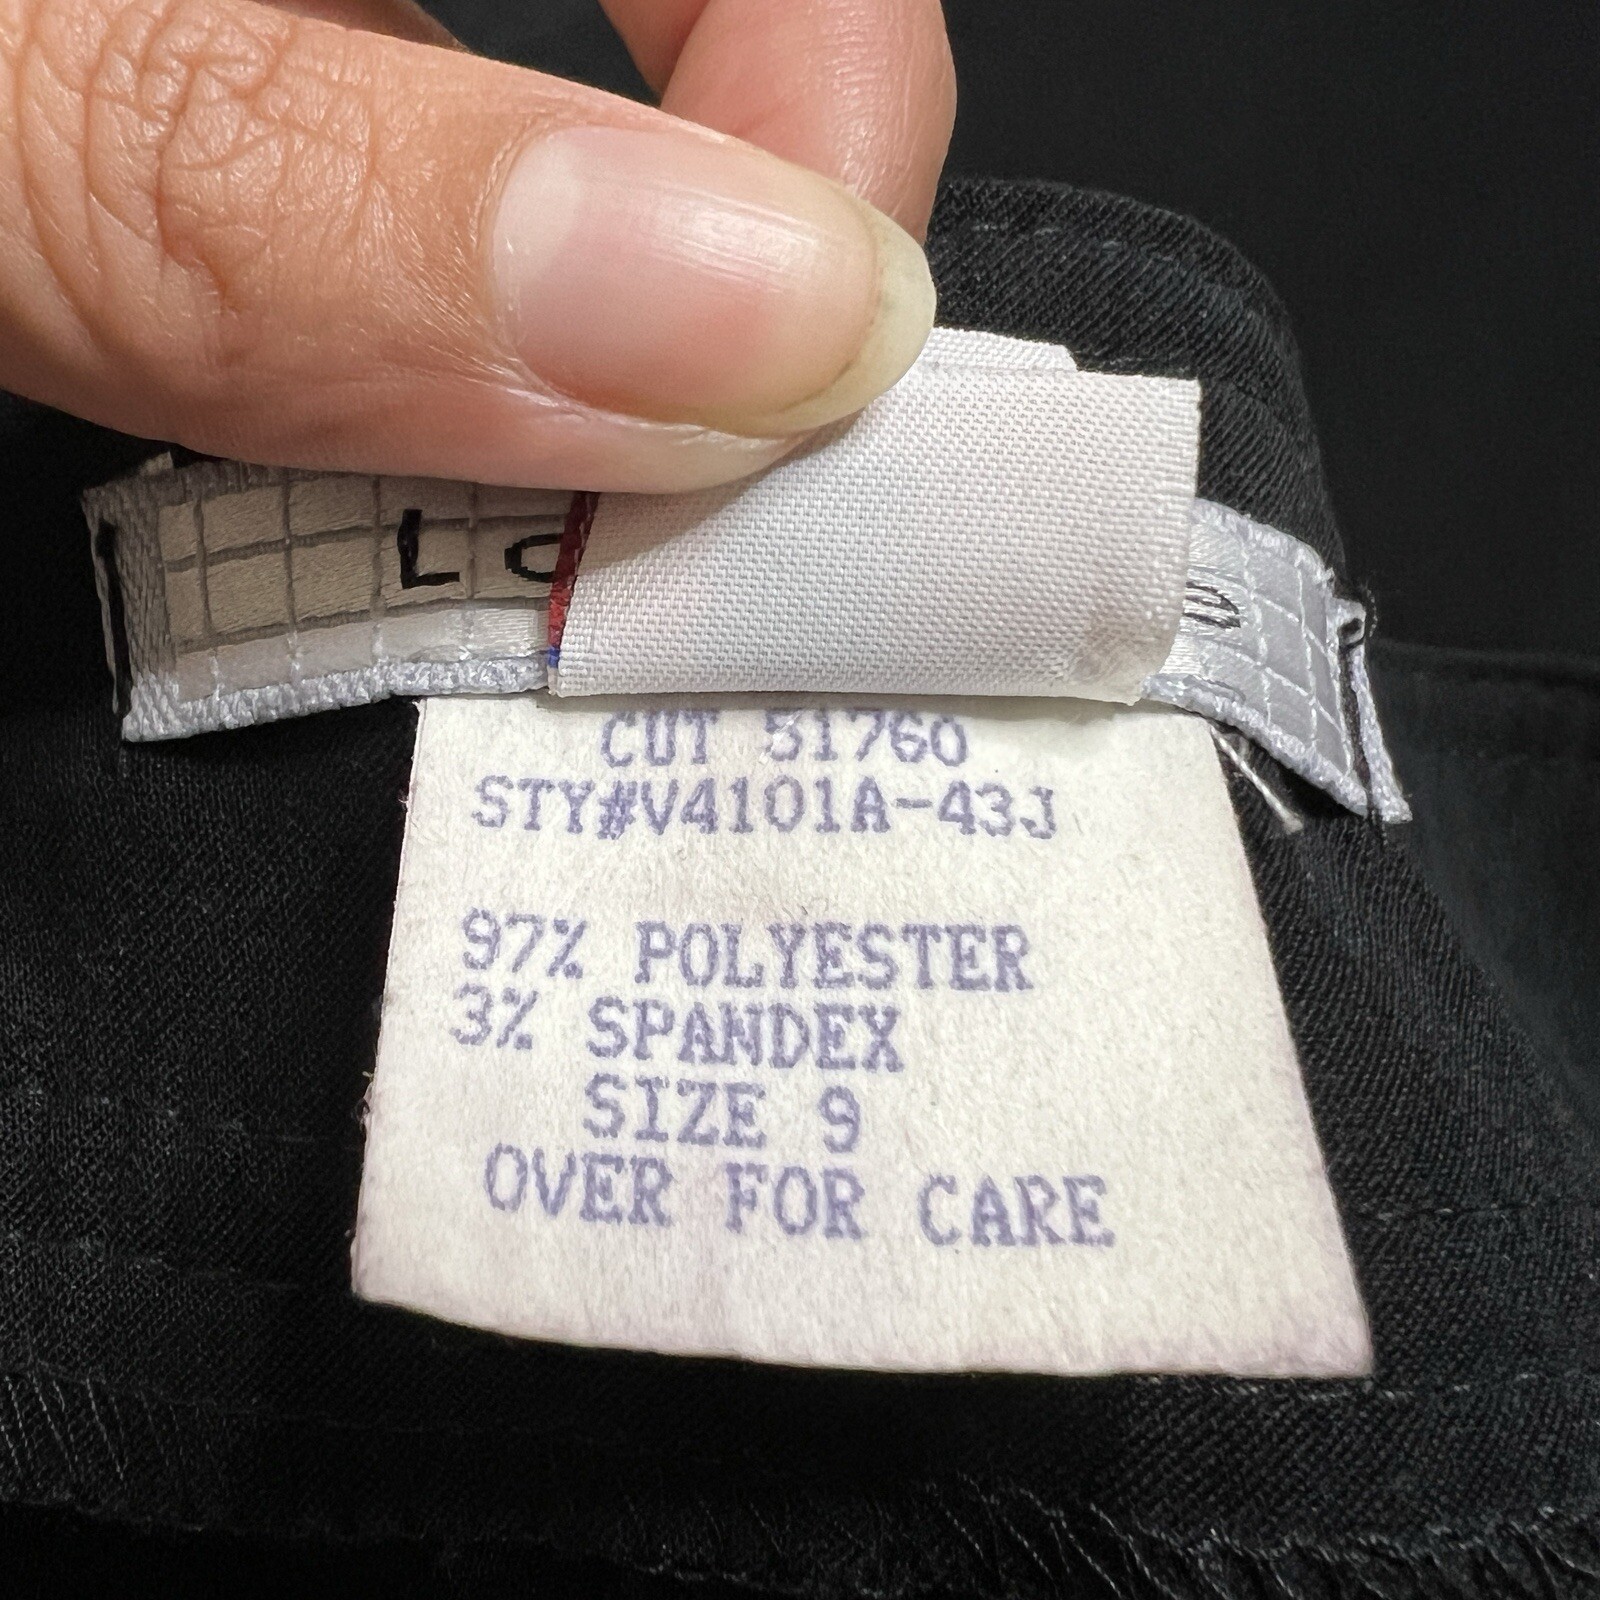 L
CUT 51760
STY#V4101A-43J
97% POLYESTER
3% SPANDEX
SIZE 9
OVER FOR CARE